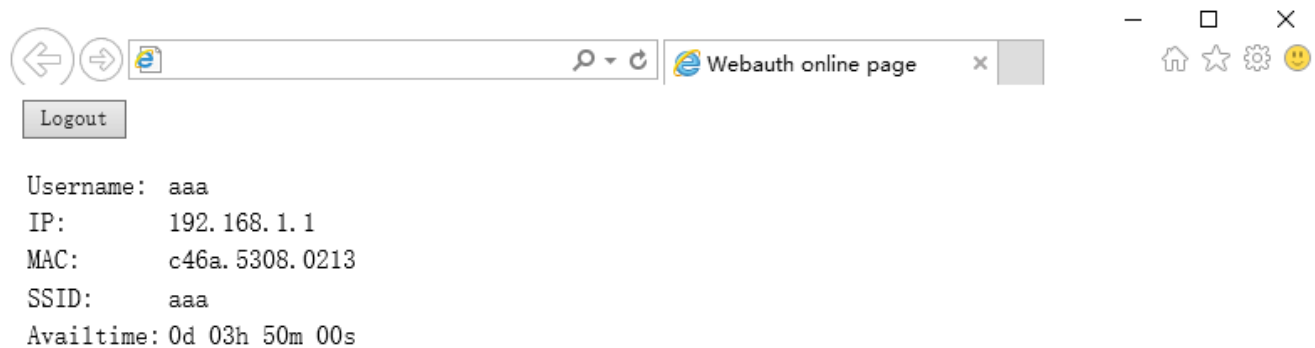 Webauth online page
Logout
Username: aaa
IP: 192.168.1.1
MAC: c46a.5308.0213
SSID: aaa
Availtime: 0d 03h 50m 00s